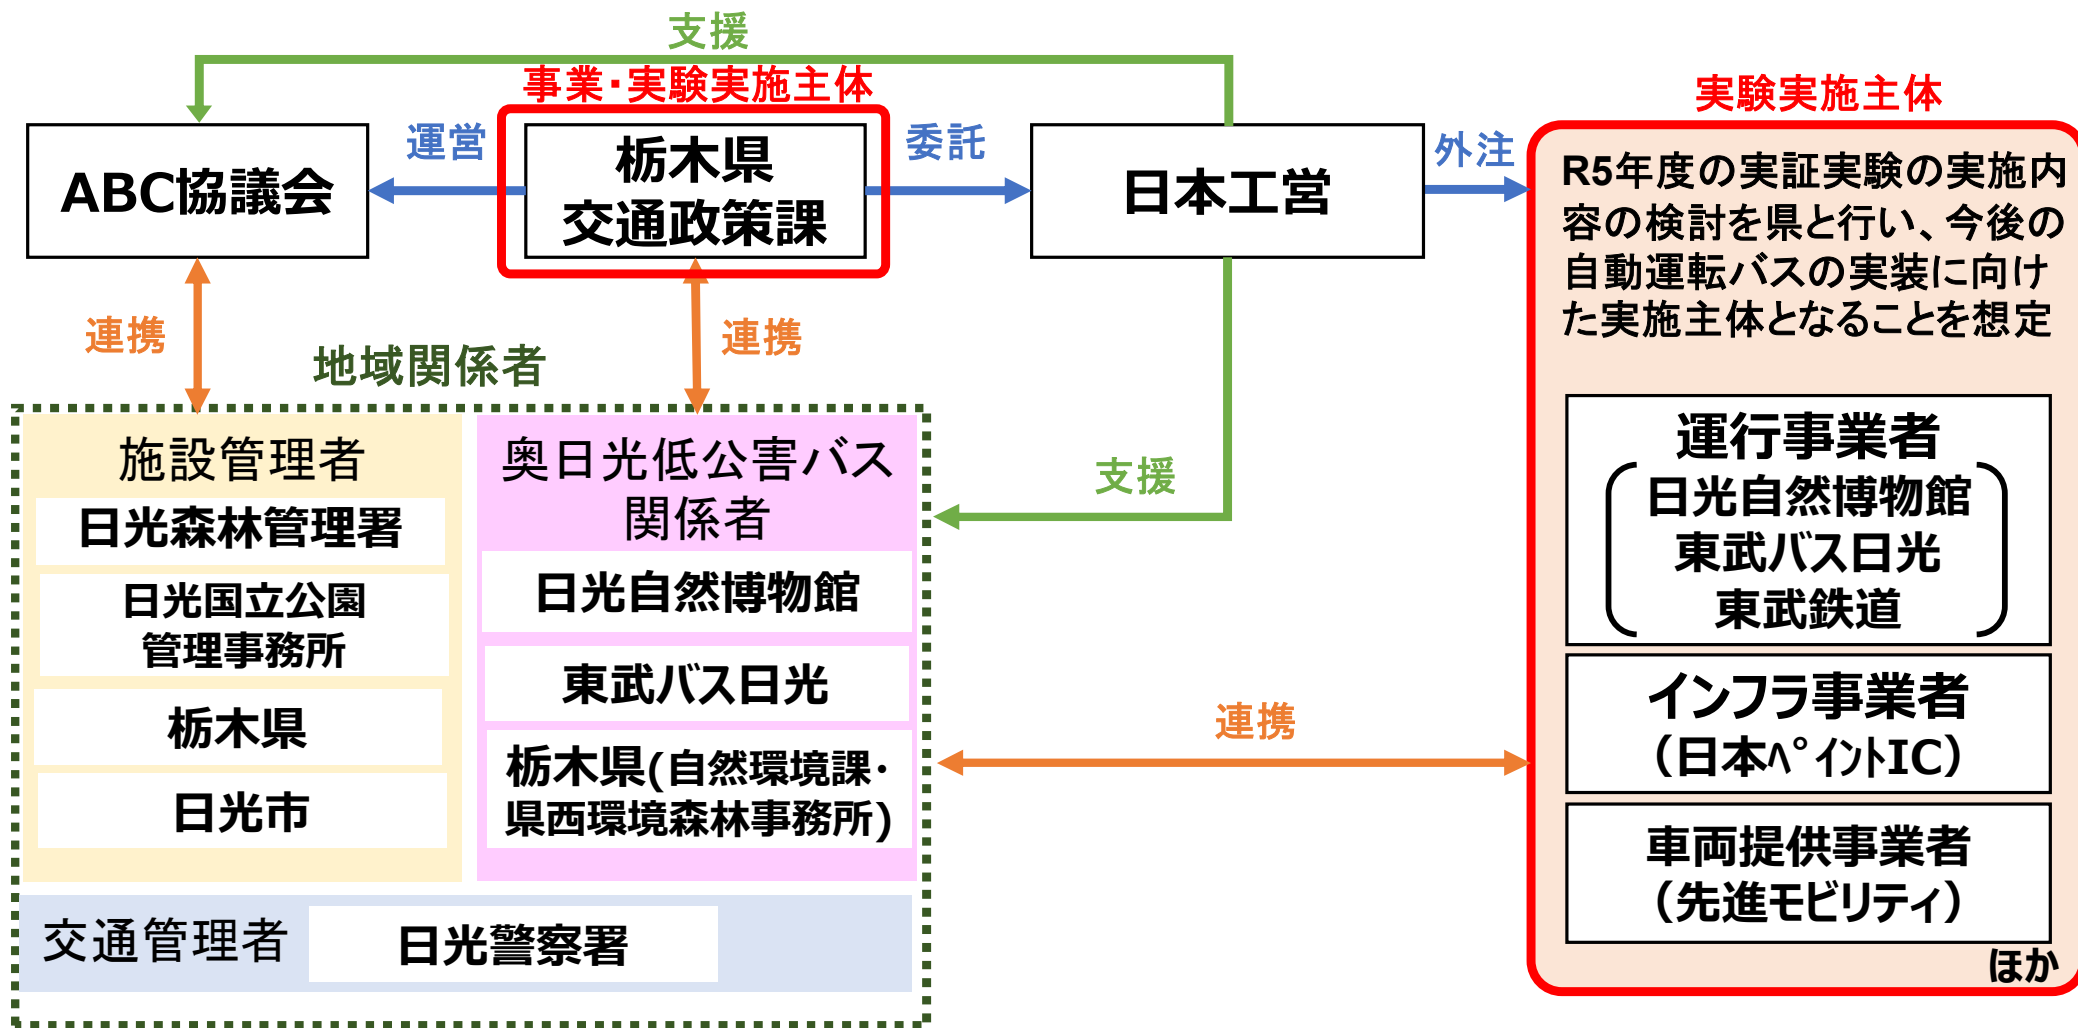 支援
事業・実験実施主体
実験実施主体
ABC協議会
運営
栃木県
交通政策課
委託
日本工営
外注
R5年度の実証実験の実施内
容の検討を県と行い、今後の
自動運転バスの実装に向け
た実施主体となることを想定
連携
連携
地域関係者
施設管理者
日光森林管理署
日光国立公園
管理事務所
栃木県
日光市
奥日光低公害バス
関係者
日光自然博物館
東武バス日光
栃木県(自然環境課・
県西環境森林事務所)
交通管理者
日光警察署
支援
連携
運行事業者
日光自然博物館
東武バス日光
東武鉄道
インフラ事業者
（日本ﾍﾟｲﾝﾄIC）
車両提供事業者
（先進モビリティ）
ほか